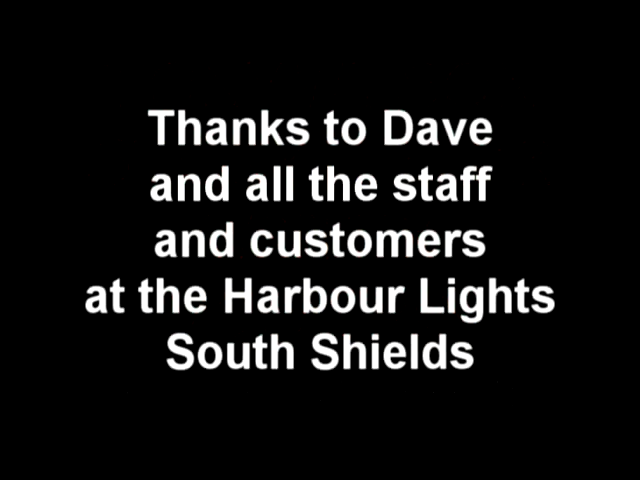 Thanks to Dave
and all the staff
and customers
at the Harbour Lights
South Shields